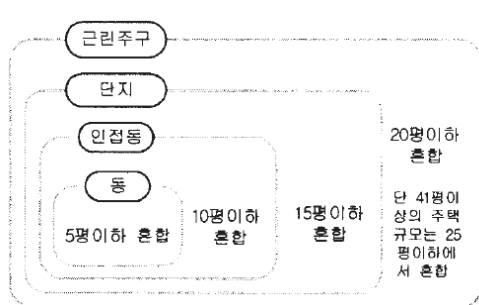 근린주구
단지
인접동
동
5평이하 혼합
10평이하
혼합
15평이하
혼합
20평이하
혼합
단 41평이
상의 주택
규모는 25
평이하에
서 혼합